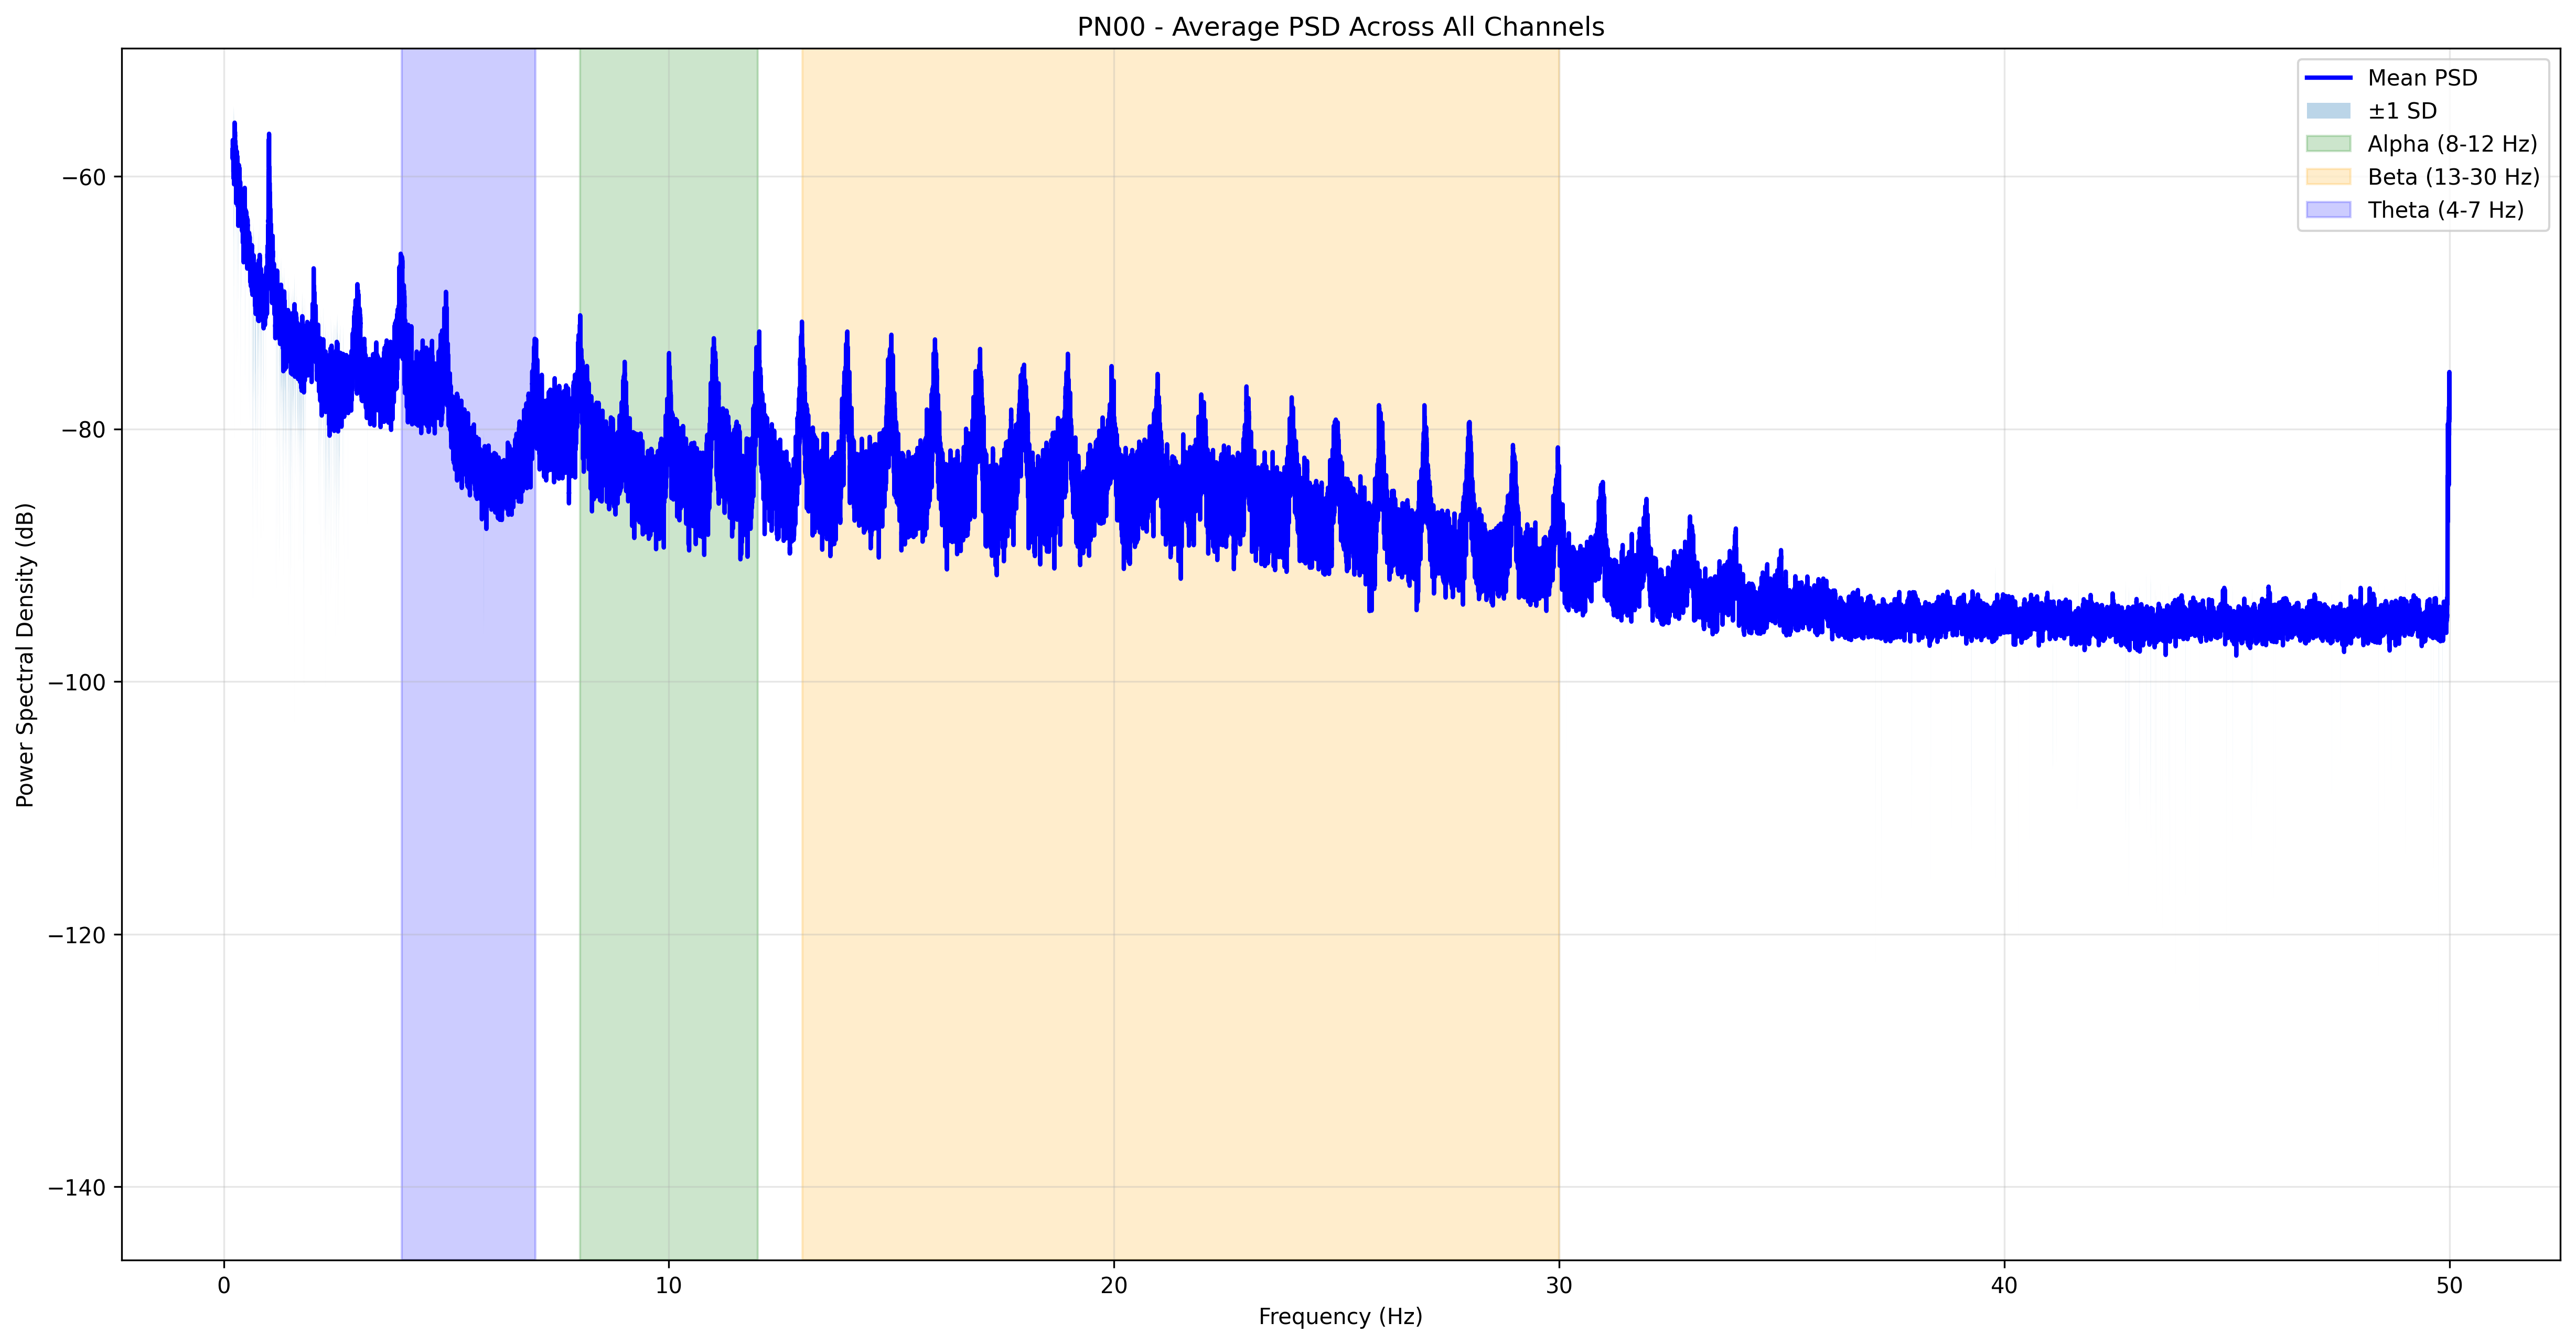 PN00 - Average PSD Across All Channels
Mean PSD
±1 SD
Alpha (8-12 Hz)
Beta (13-30 Hz)
Theta (4-7 Hz)
Power Spectral Density (dB)
−60
−80
−100
−120
−140
0 10 20 30 40 50
Frequency (Hz)